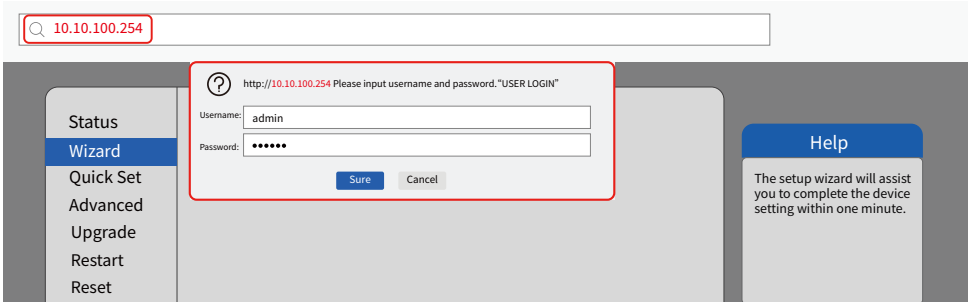 10.10.100.254
http://10.10.100.254 Please input username and password.“USER LOGIN”
Username:
admin
Password:
••••••
Sure
Cancel
Status
Wizard
Quick Set
Advanced
Upgrade
Restart
Reset
Help
The setup wizard will assist
you to complete the device
setting within one minute.